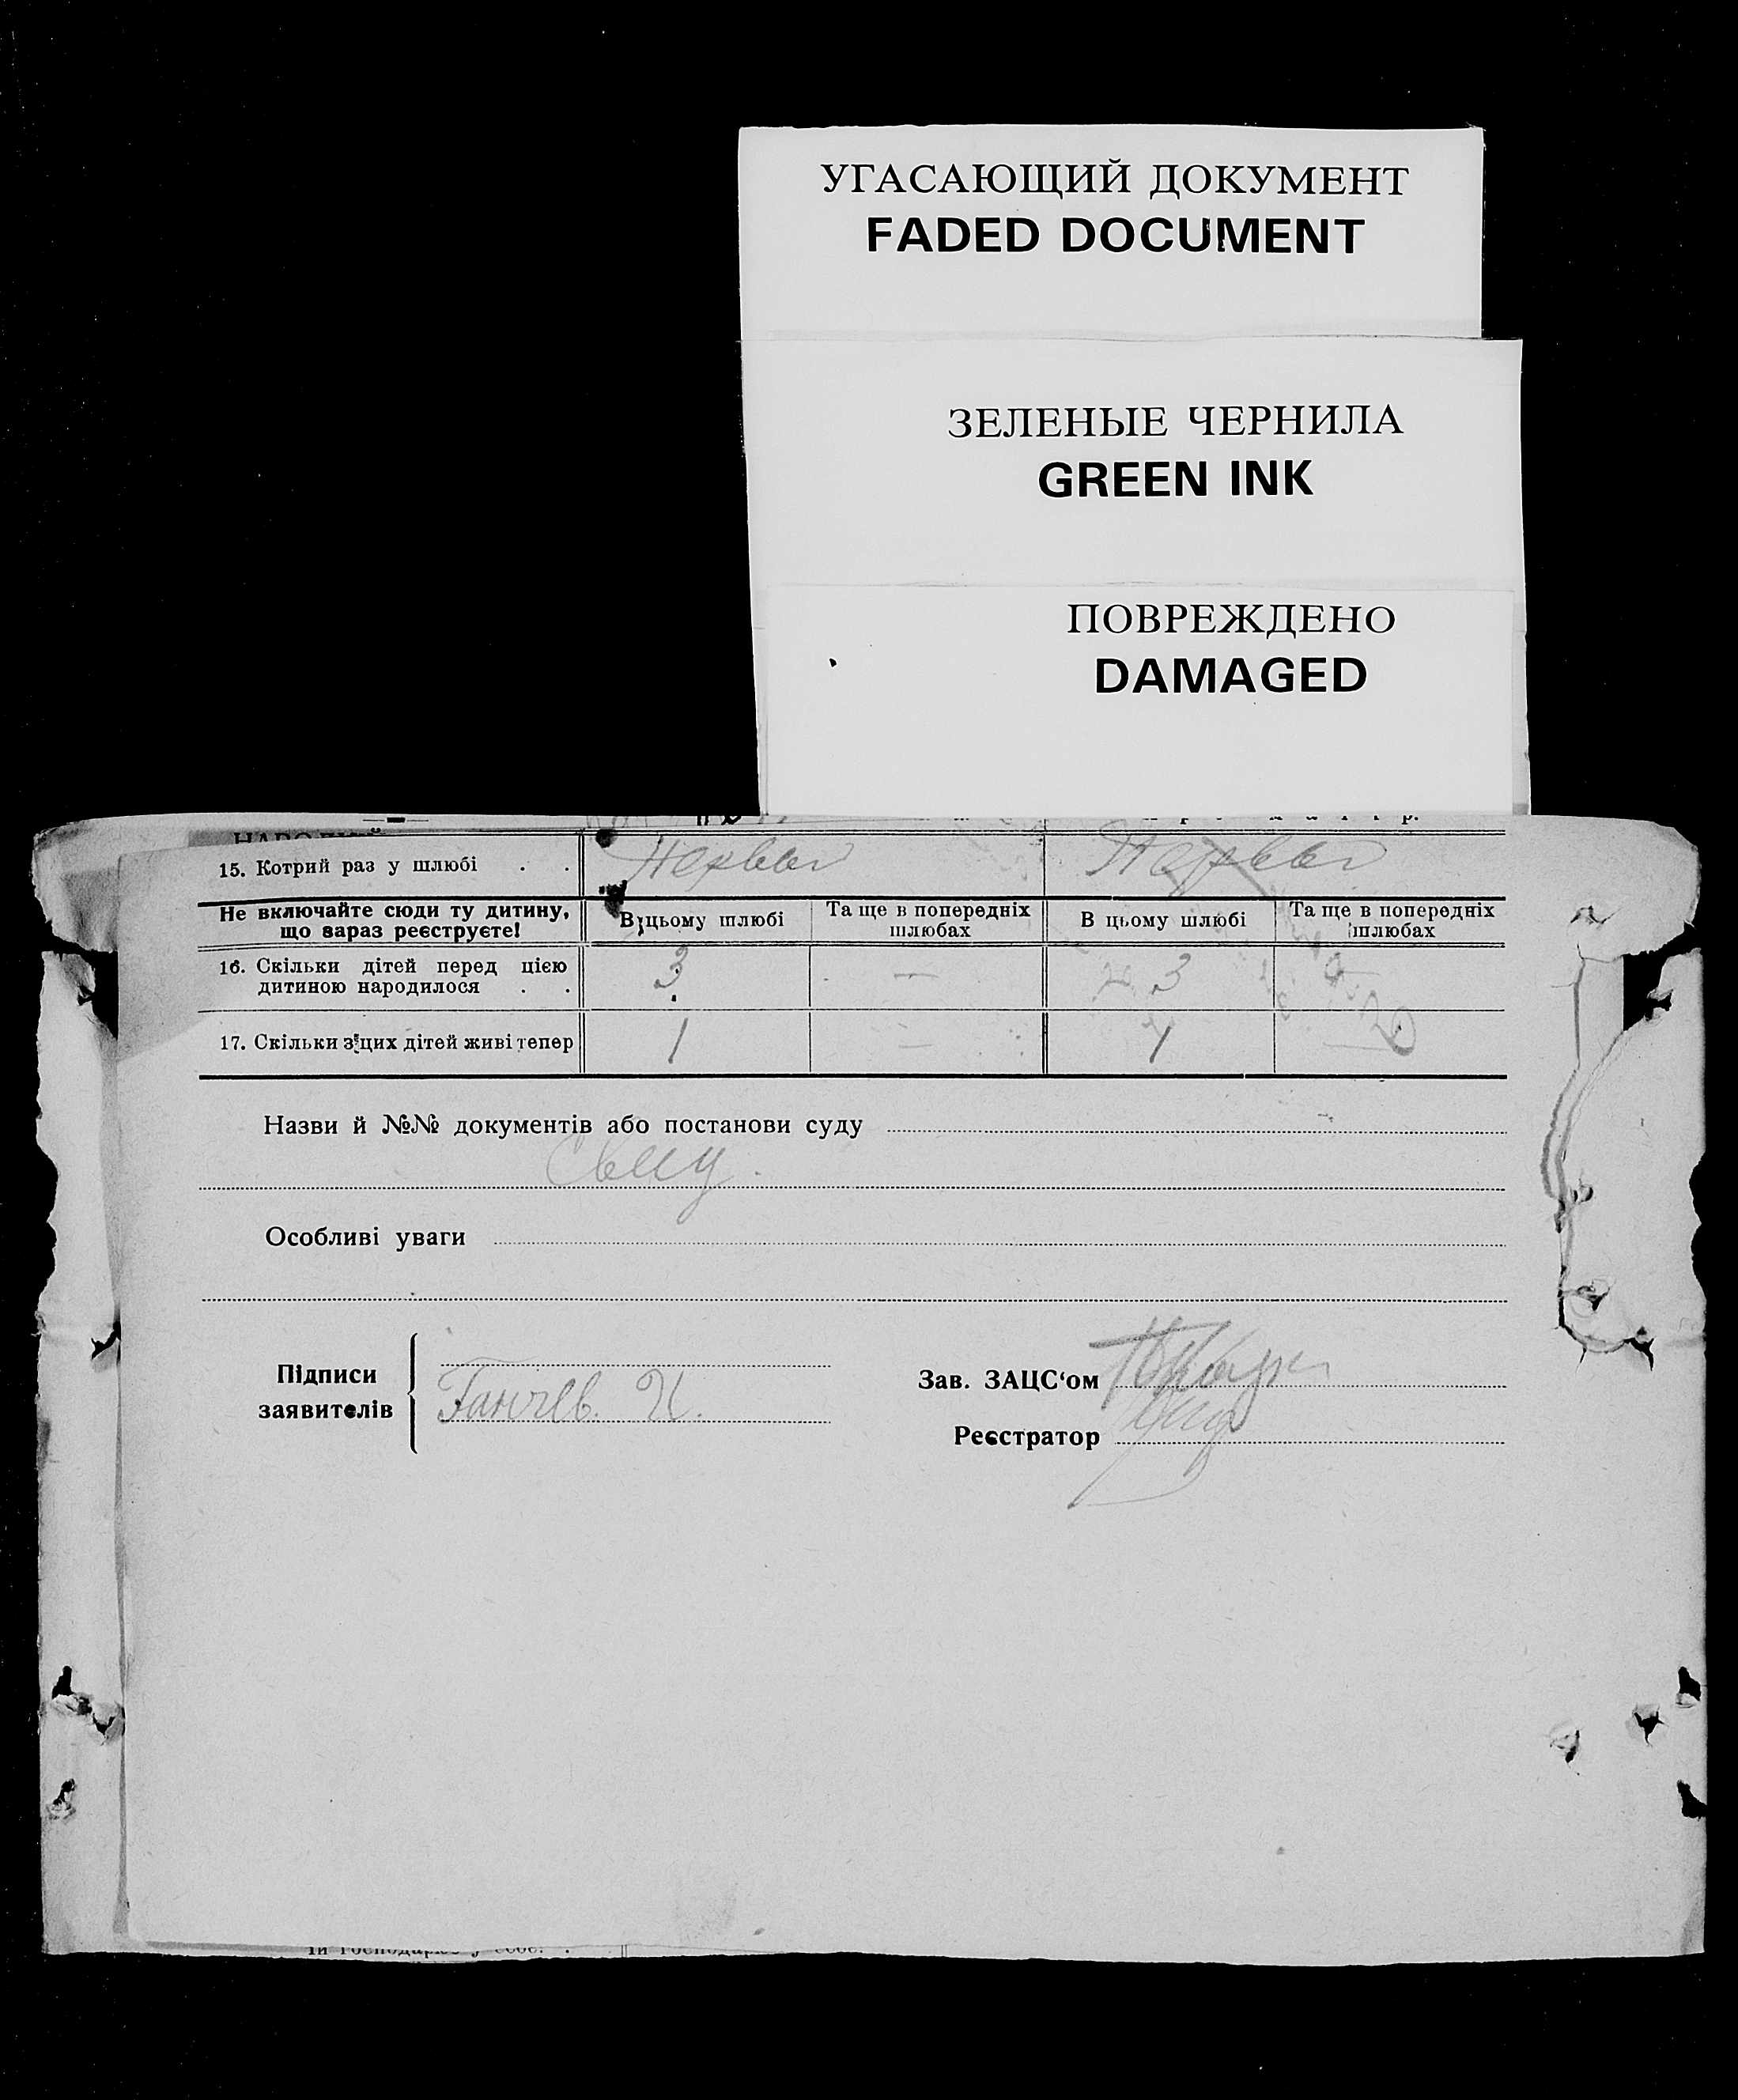 УГАСАЮЩИЙ ДОКУМЕНТ
FADED DOCUMENT
ЗЕЛЕНЫЕ ЧЕРНИЛА
GREEN INK
ПОВРЕЖДЕНО
DAMAGED
15. Котрий раз у шлюбі . . Первы Первы
Не включайте сюди ту дитину, що зараз реєструєте! В цьому шлюбі Та ще в попередніх шлюбах В цьому шлюбі Та ще в попередніх шлюбах
16. Скільки дітей перед цією дитиною народилося . . 3 — 3
17. Скільки з цих дітей живі тепер 1 — 1 —
Назви й №№ документів або постанови суду
Особливі уваги
Підписи
заявителів
Ганчев. И.
Зав. ЗАЦС‘ом
Реєстратор